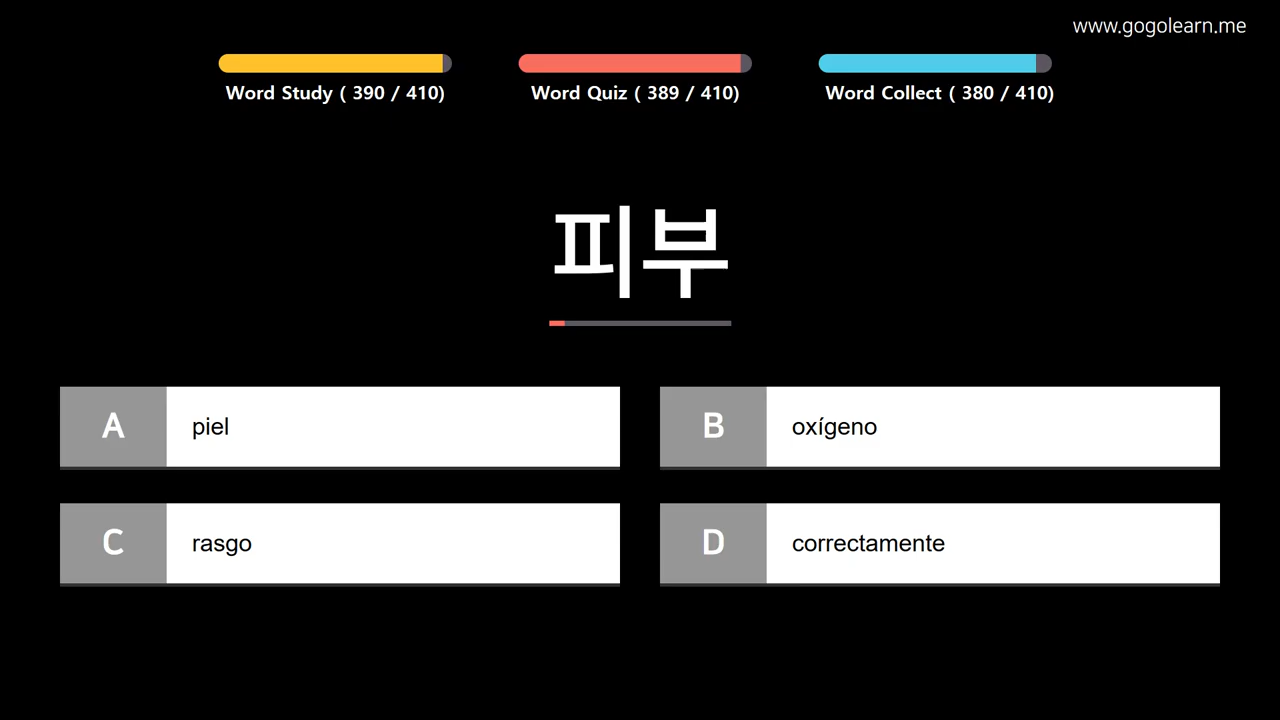 www.gogolearn.me
Word Study ( 390 / 410)
Word Quiz ( 389 / 410)
Word Collect ( 380 / 410)
피부
A piel
B oxígeno
C rasgo
D correctamente